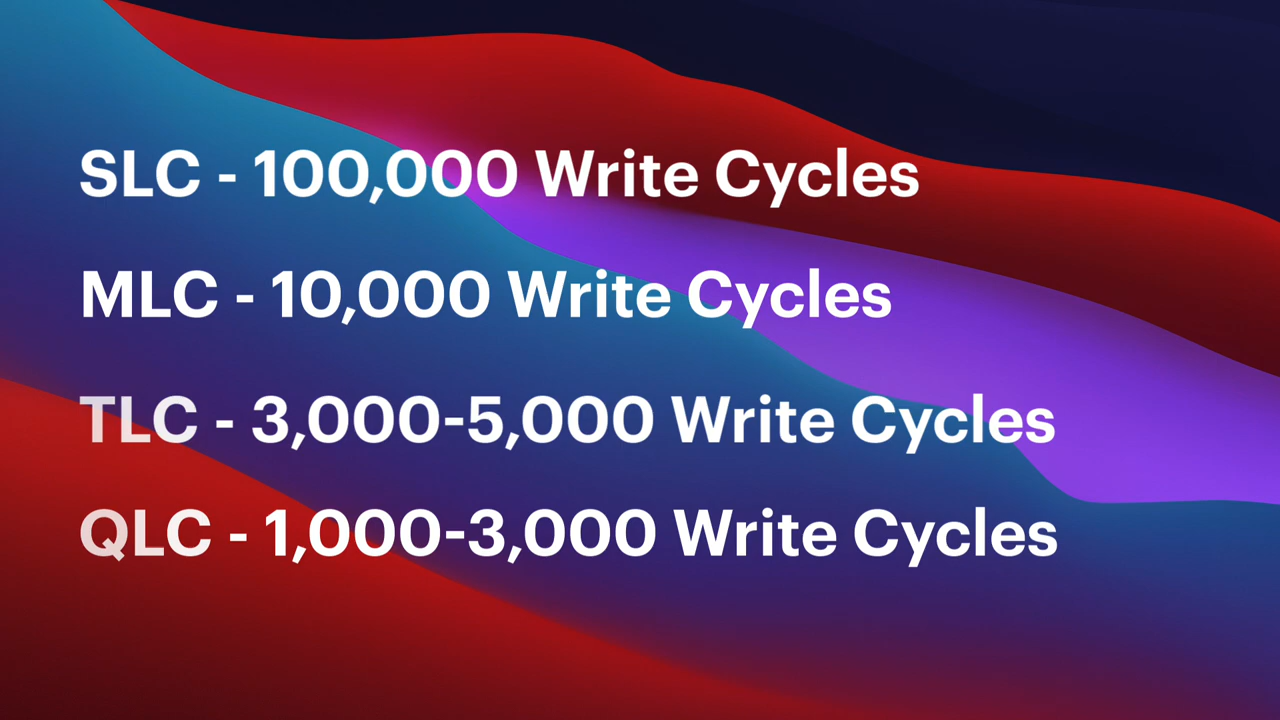 SLC - 100,000 Write Cycles
MLC - 10,000 Write Cycles
TLC - 3,000-5,000 Write Cycles
QLC - 1,000-3,000 Write Cycles